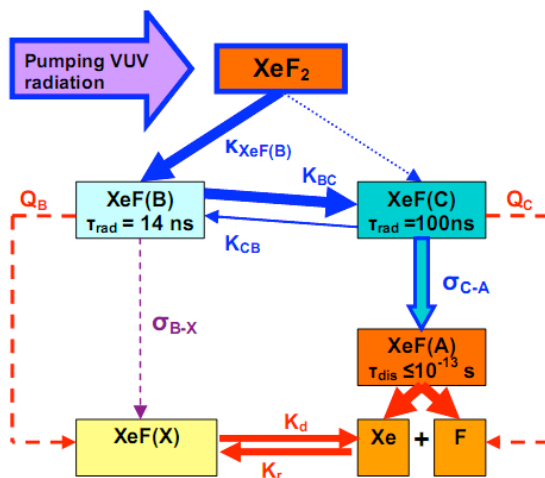 Pumping VUV
radiation
XeF₂
κXeF(B)
KBC
QB
XeF(B)
τrad = 14 ns
XeF(C)
τrad =100ns
QC
KCB
σC-A
σB-X
XeF(A)
τdis ≤10⁻¹³ s
XeF(X)
Kd
Kr
Xe + F